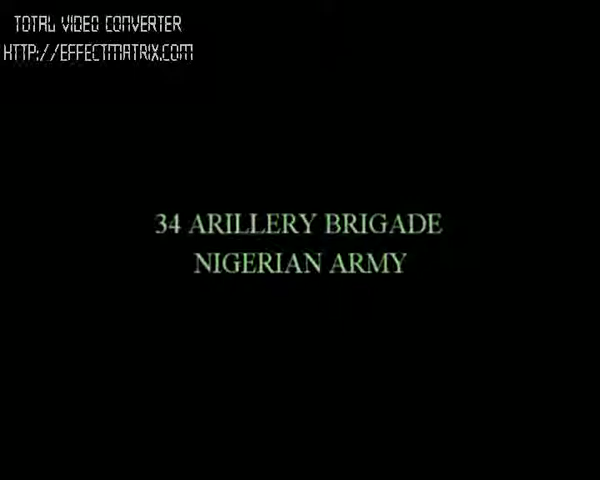 TOTAL VIDEO CONVERTER
HTTP://EFFECTMATRIX.COM
34 ARILLERY BRIGADE
NIGERIAN ARMY